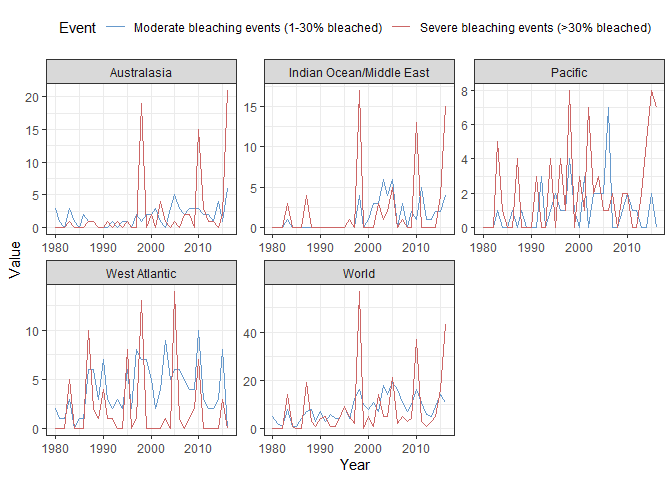 Event Moderate bleaching events (1-30% bleached) Severe bleaching events (>30% bleached)
Australasia Indian Ocean/Middle East Pacific
20
15
10
5
0
15
10
5
0
8
6
4
2
0
1980 1990 2000 2010
1980 1990 2000 2010
1980 1990 2000 2010
Value
West Atlantic World
10
5
0
40
20
0
1980 1990 2000 2010
1980 1990 2000 2010
Year